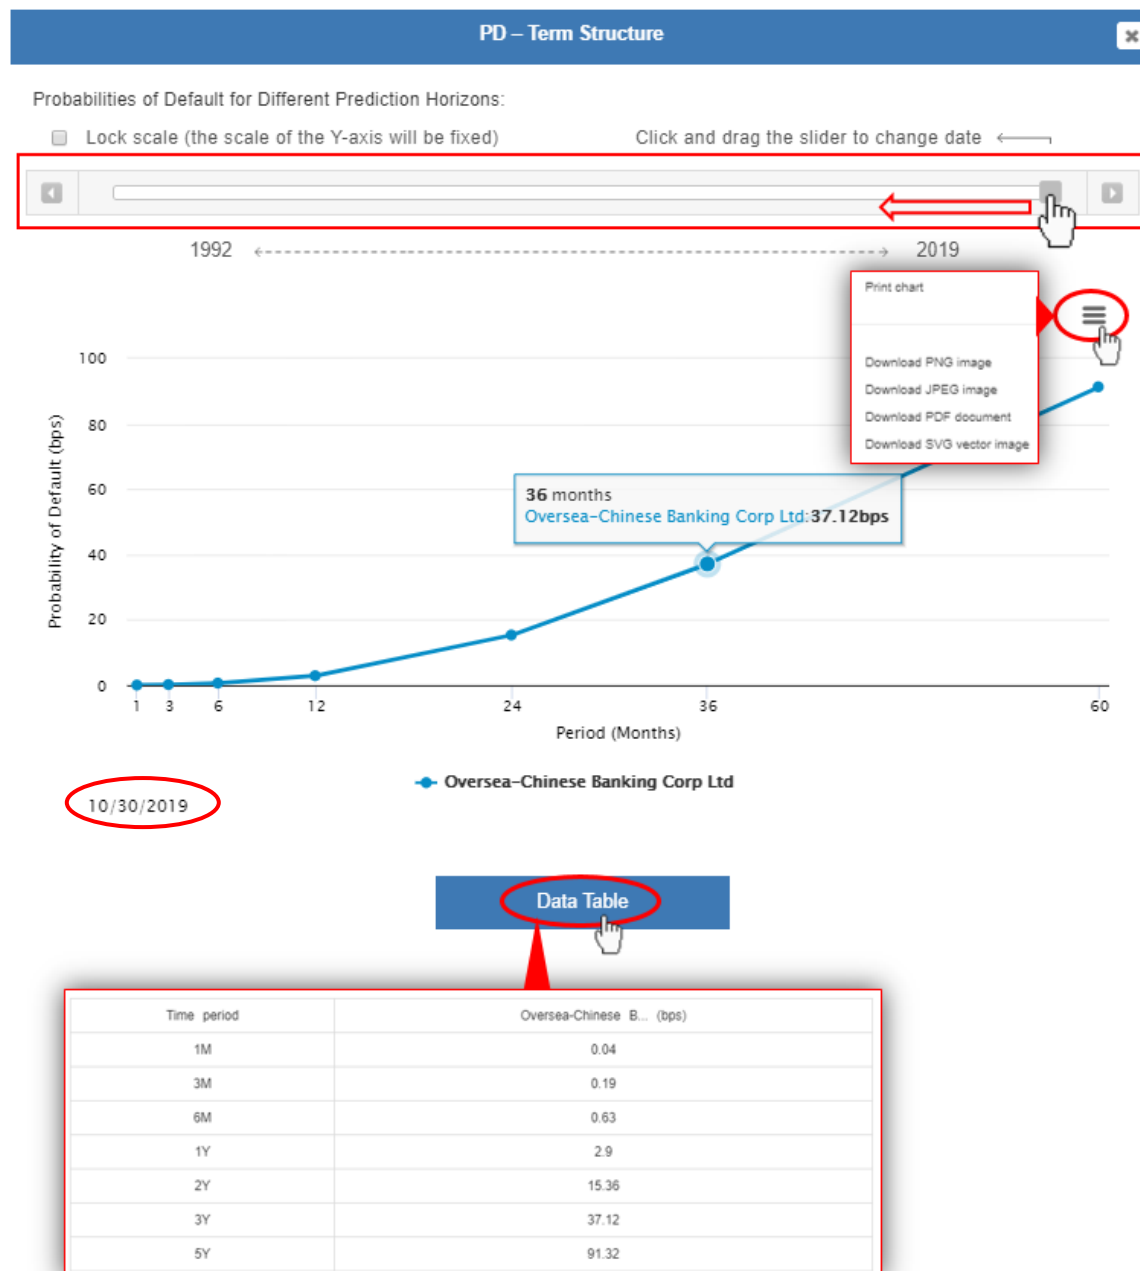 PD – Term Structure
Probabilities of Default for Different Prediction Horizons:
Lock scale (the scale of the Y-axis will be fixed)
Click and drag the slider to change date
1992
2019
Print chart
Download PNG image
Download JPEG image
Download PDF document
Download SVG vector image
Probability of Default (bps)
100
80
60
40
20
0
36 months
Oversea-Chinese Banking Corp Ltd:37.12bps
1 3 6 12 24 36 60
Period (Months)
Oversea-Chinese Banking Corp Ltd
10/30/2019
Data Table
Time period Oversea-Chinese B... (bps)
1M 0.04
3M 0.19
6M 0.63
1Y 2.9
2Y 15.36
3Y 37.12
5Y 91.32